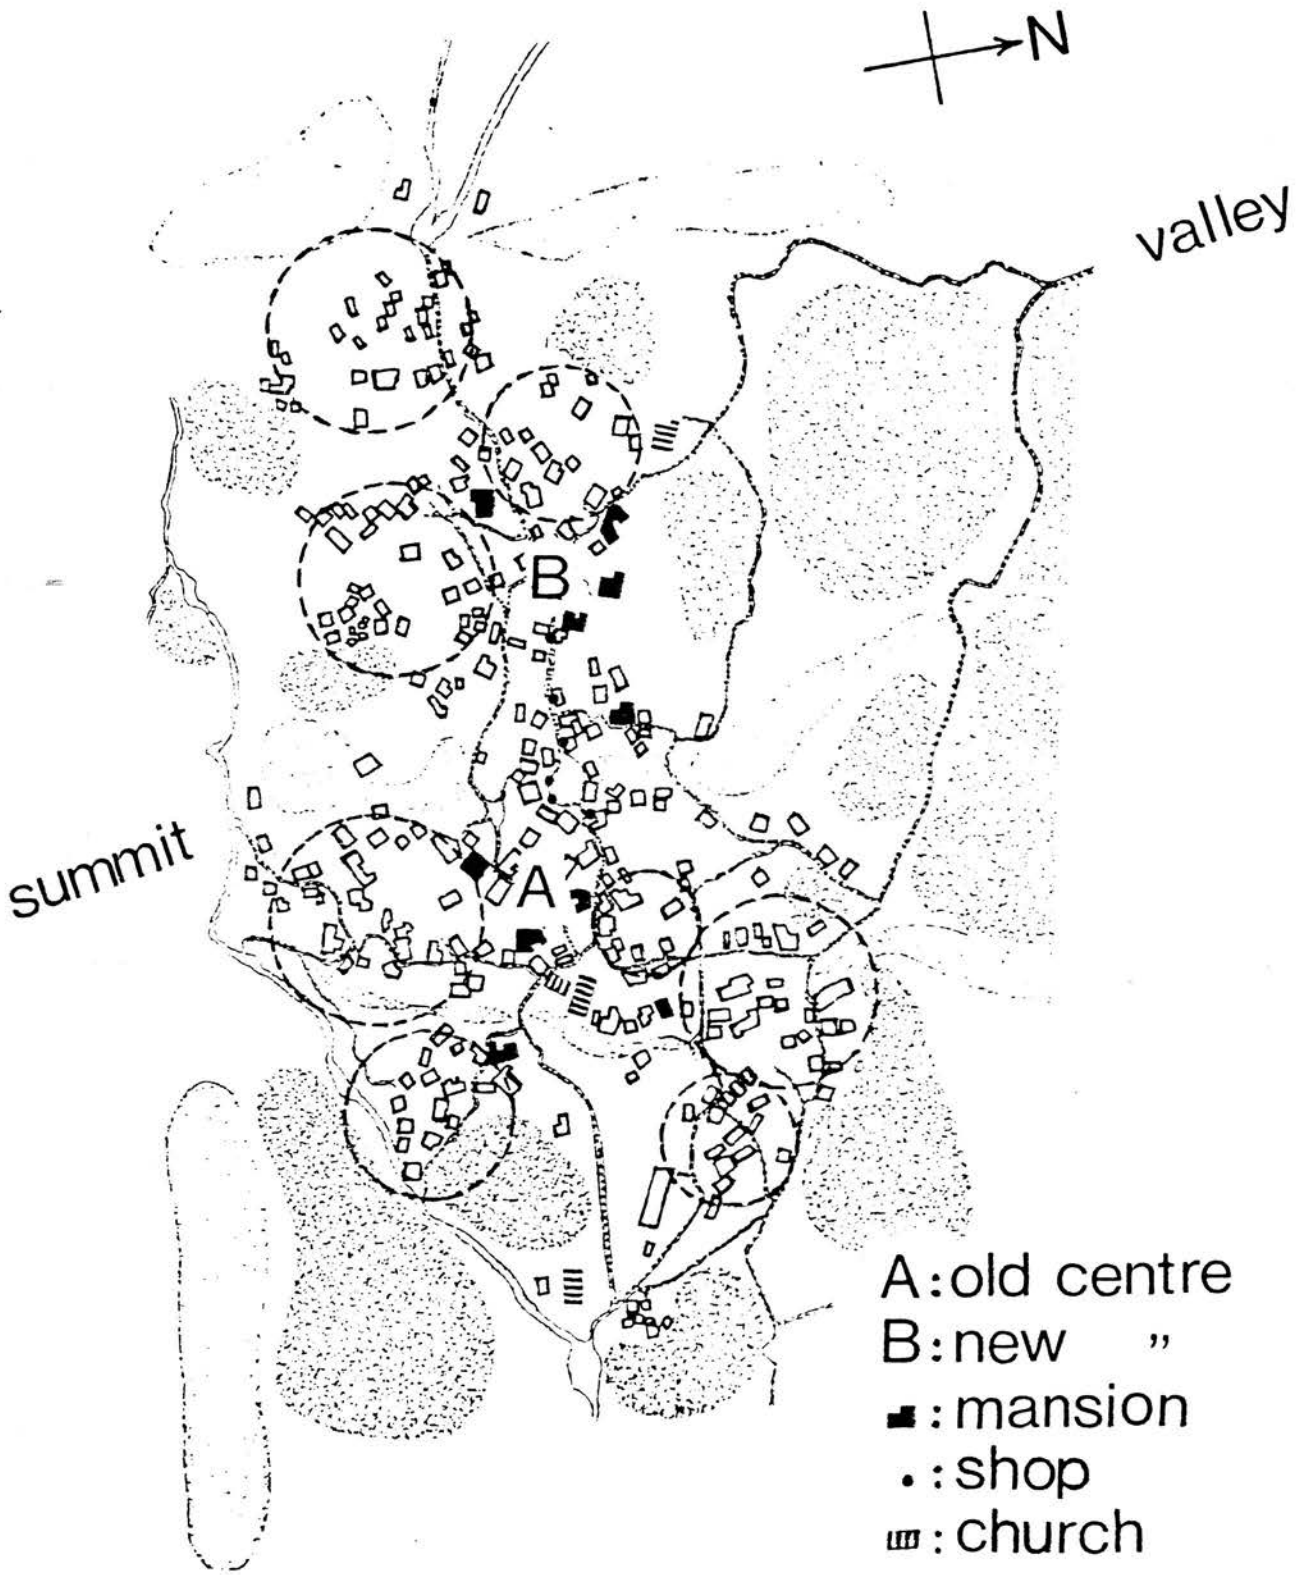 N
valley
B
summit
A
A:old centre
B:new "
: mansion
: shop
: church